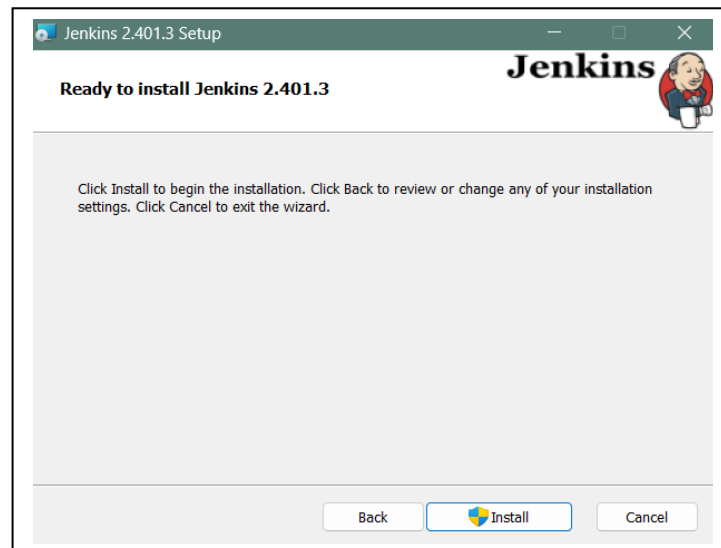 Jenkins 2.401.3 Setup
Jenkins
Ready to install Jenkins 2.401.3
Click Install to begin the installation. Click Back to review or change any of your installation
settings. Click Cancel to exit the wizard.
Back Install Cancel